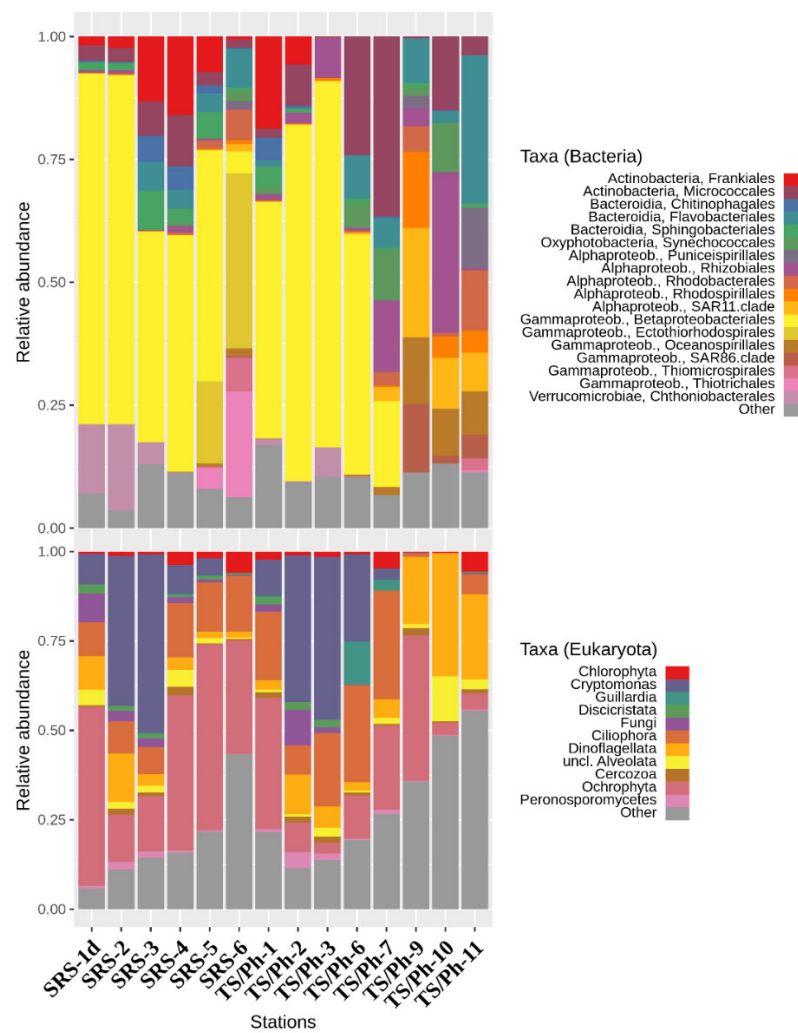 1.00
0.75
0.50
0.25
0.00
Relative abundance
Taxa (Bacteria)
Actinobacteria, Frankiales
Actinobacteria, Micrococcales
Bacteroidia, Chitinophagales
Bacteroidia, Flavobacteriales
Bacteroidia, Sphingobacteriales
Oxyphotobacteria, Synechococcales
Alphaproteob., Puniceispirillales
Alphaproteob., Rhizobiales
Alphaproteob., Rhodobacterales
Alphaproteob., Rhodospirillales
Alphaproteob., SAR11.clade
Gammaproteob., Betaproteobacteriales
Gammaproteob., Ectothiorhodospirales
Gammaproteob., Oceanospirillales
Gammaproteob., SAR86.clade
Gammaproteob., Thiomicrospirales
Gammaproteob., Thiotrichales
Verrucomicrobiae, Chthoniobacterales
Other
1.00
0.75
0.50
0.25
0.00
Relative abundance
Taxa (Eukaryota)
Chlorophyta
Cryptomonas
Guillardia
Discicristata
Fungi
Ciliophora
Dinoflagellata
uncl. Alveolata
Cercozoa
Ochrophyta
Peronosporomycetes
Other
SRS-1d
SRS-2
SRS-3
SRS-4
SRS-5
SRS-6
TS/Ph-1
TS/Ph-2
TS/Ph-3
TS/Ph-6
TS/Ph-7
TS/Ph-9
TS/Ph-10
TS/Ph-11
Stations